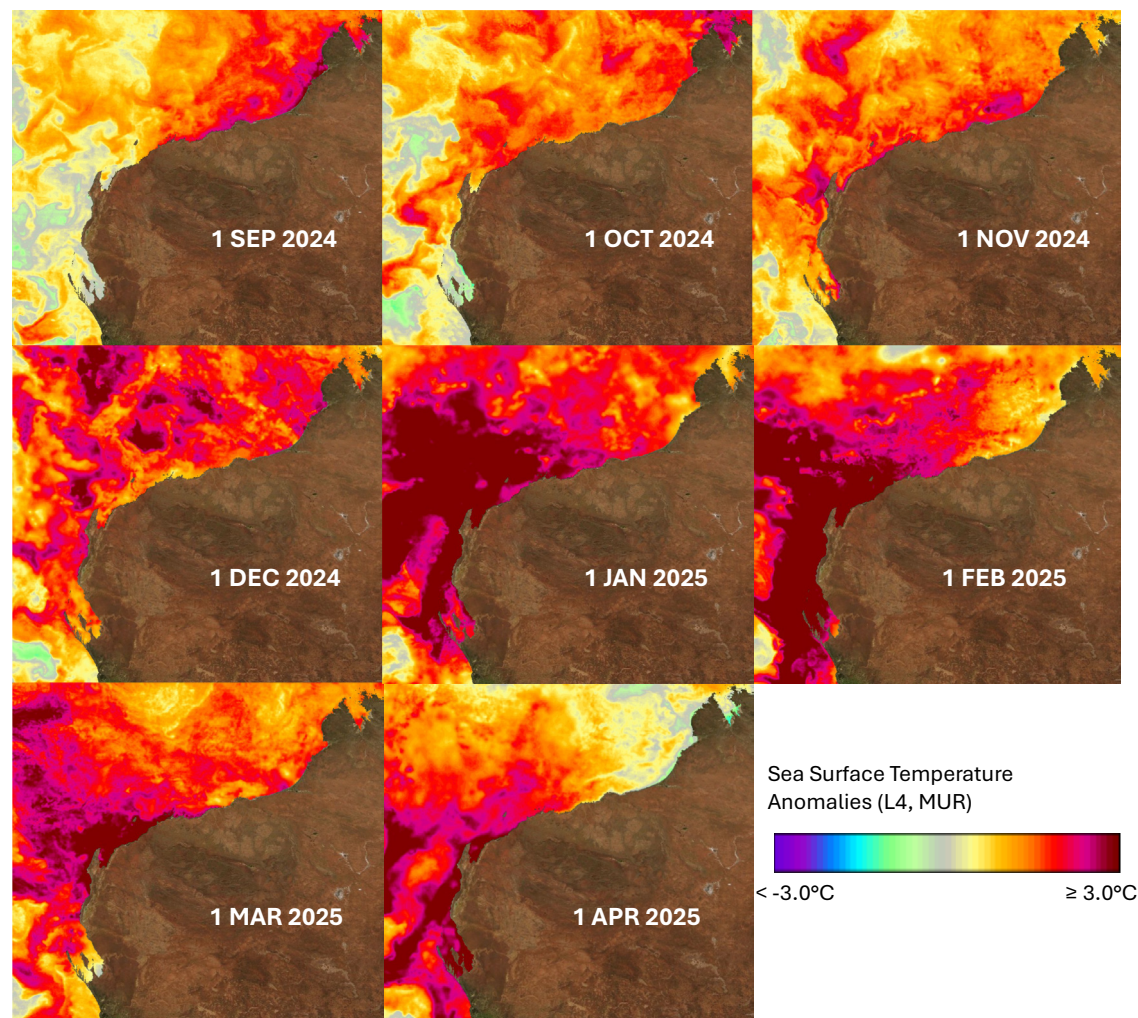 1 SEP 2024
1 OCT 2024
1 NOV 2024
1 DEC 2024
1 JAN 2025
1 FEB 2025
1 MAR 2025
1 APR 2025
Sea Surface Temperature
Anomalies (L4, MUR)
< -3.0°C
≥ 3.0°C